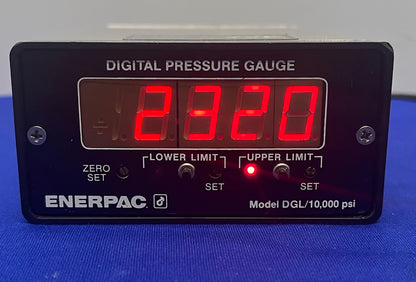 DIGITAL PRESSURE GAUGE
2320
LOWER LIMIT UPPER LIMIT
ZERO SET SET SET
ENERPAC Model DGL/10,000 psi